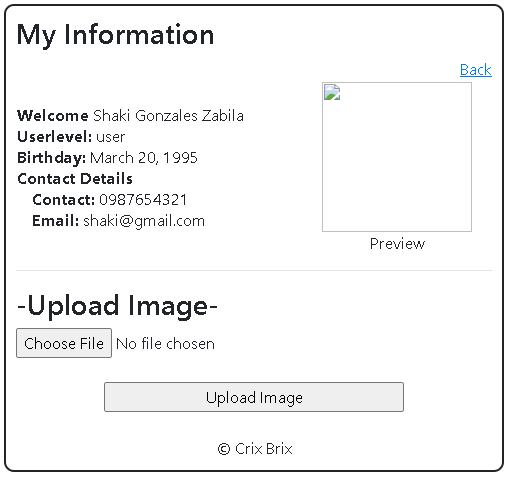 My Information
Back
Welcome Shaki Gonzales Zabila
Userlevel: user
Birthday: March 20, 1995
Contact Details
Contact: 0987654321
Email: shaki@gmail.com
Preview
-Upload Image-
Choose File No file chosen
Upload Image
© Crix Brix